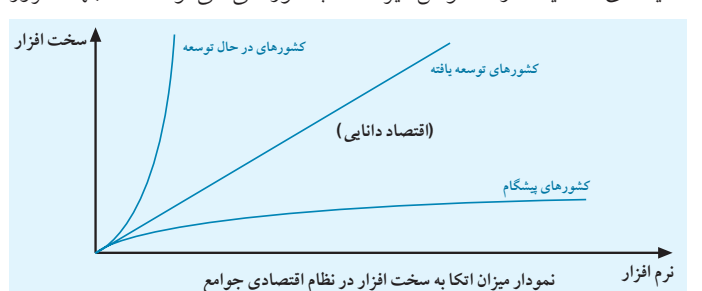 سخت افزار
کشورهای در حال توسعه
کشورهای توسعه یافته
(اقتصاد دانایی)
کشورهای پیشگام
نرم افزار
نمودار میزان اتکا به سخت افزار در نظام اقتصادی جوامع